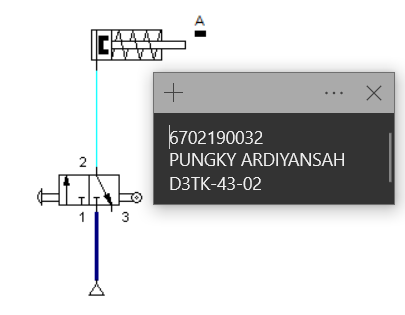 A
6702190032
PUNGKY ARDIYANSAH
D3TK-43-02
2
1 3